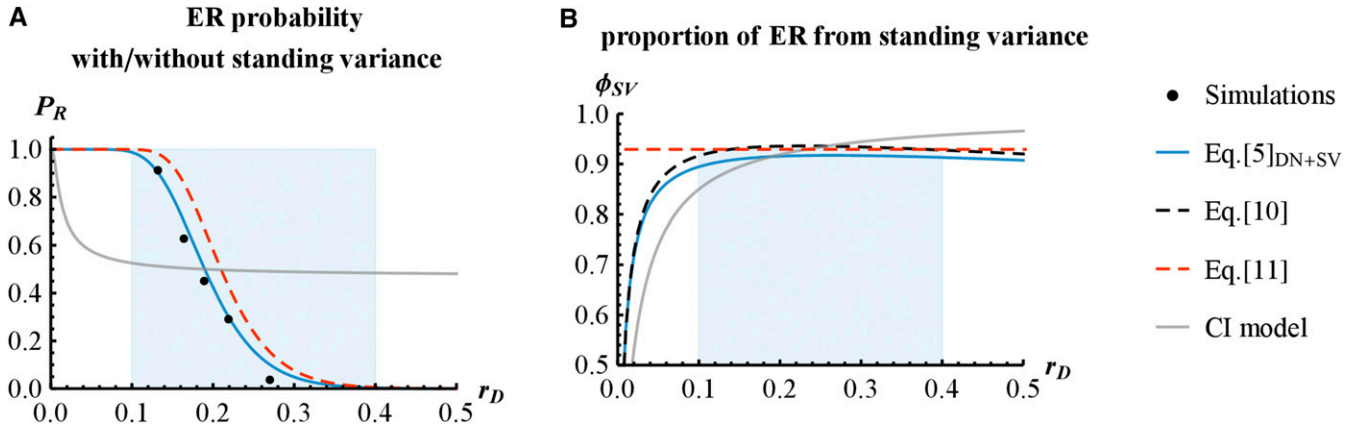 A
ER probability
with/without standing variance
P_R
1.0
0.8
0.6
0.4
0.2
0.0
0.0 0.1 0.2 0.3 0.4 0.5
r_D
B
proportion of ER from standing variance
ϕ_SV
1.0
0.9
0.8
0.7
0.6
0.5
0.0 0.1 0.2 0.3 0.4 0.5
r_D
Simulations
Eq.[5]DN+SV
Eq.[10]
Eq.[11]
CI model